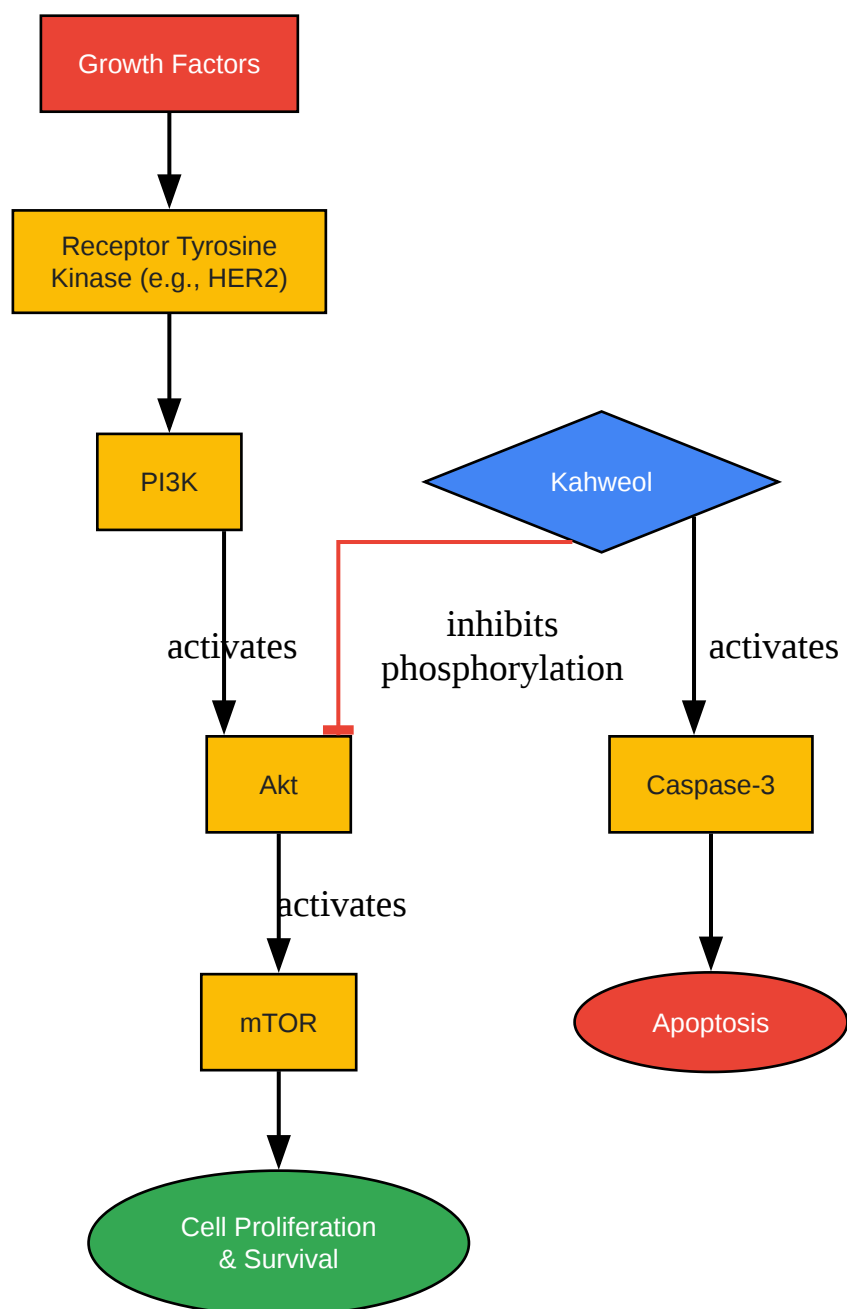 Growth Factors
Receptor Tyrosine
Kinase (e.g., HER2)
PI3K
Kahweol
activates
inhibits
phosphorylation
activates
Akt
Caspase-3
activates
mTOR
Apoptosis
Cell Proliferation
& Survival